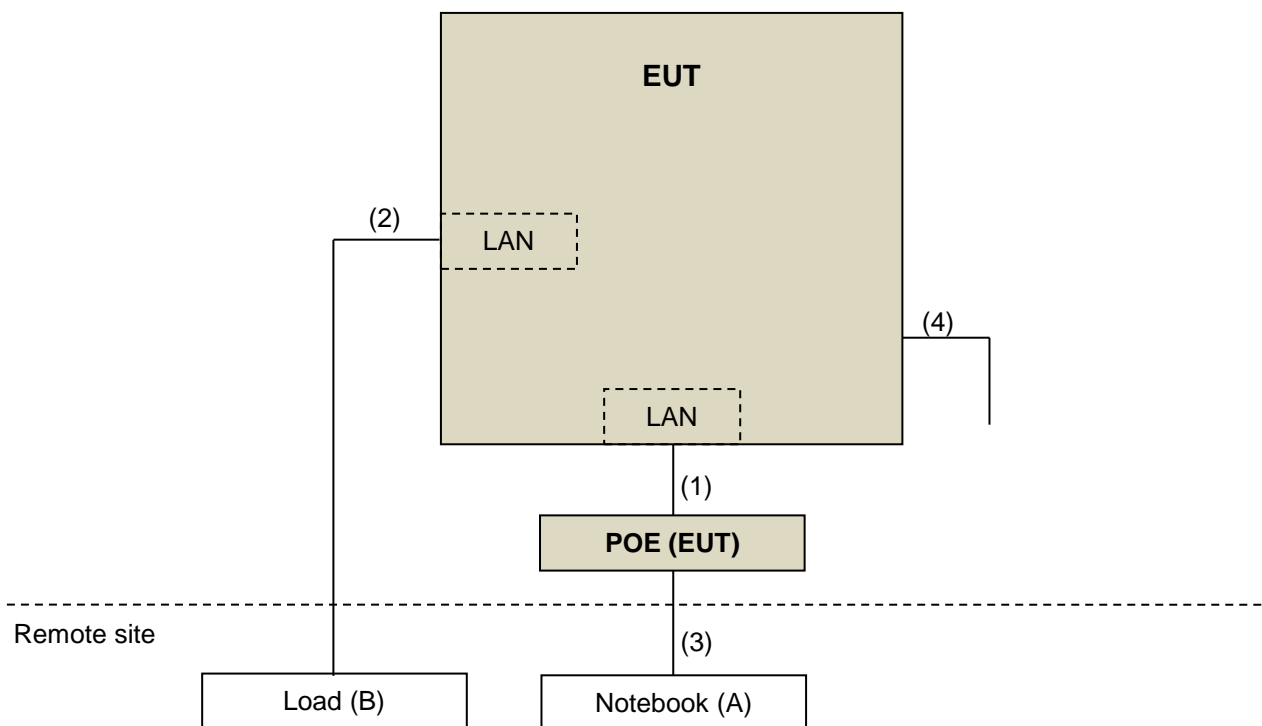 EUT
(2)
LAN
(4)
LAN
(1)
POE (EUT)
Remote site
(3)
Load (B)
Notebook (A)